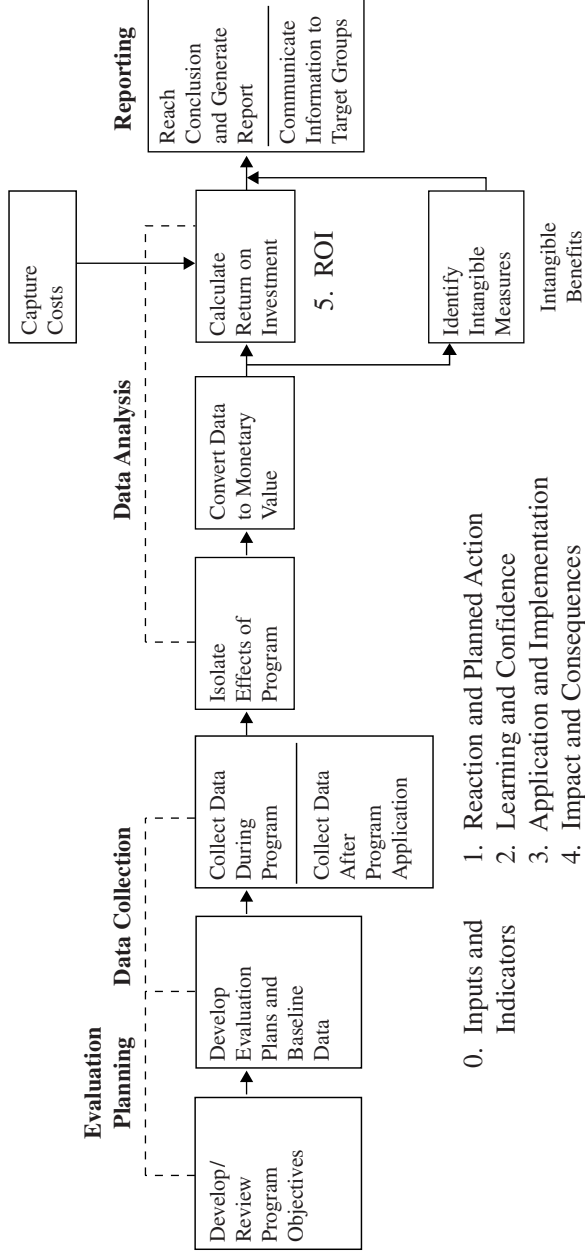 Evaluation
Planning
Data Collection
Data Analysis
Reporting
Develop/
Review
Program
Objectives
Develop
Evaluation
Plans and
Baseline
Data
Collect Data
During
Program
Collect Data
After
Program
Application
Isolate
Effects of
Program
Convert Data
to Monetary
Value
Capture
Costs
Calculate
Return on
Investment
5. ROI
Identify
Intangible
Measures
Intangible
Benefits
Reach
Conclusion
and Generate
Report
Communicate
Information to
Target Groups
0. Inputs and
Indicators
1. Reaction and Planned Action
2. Learning and Confidence
3. Application and Implementation
4. Impact and Consequences